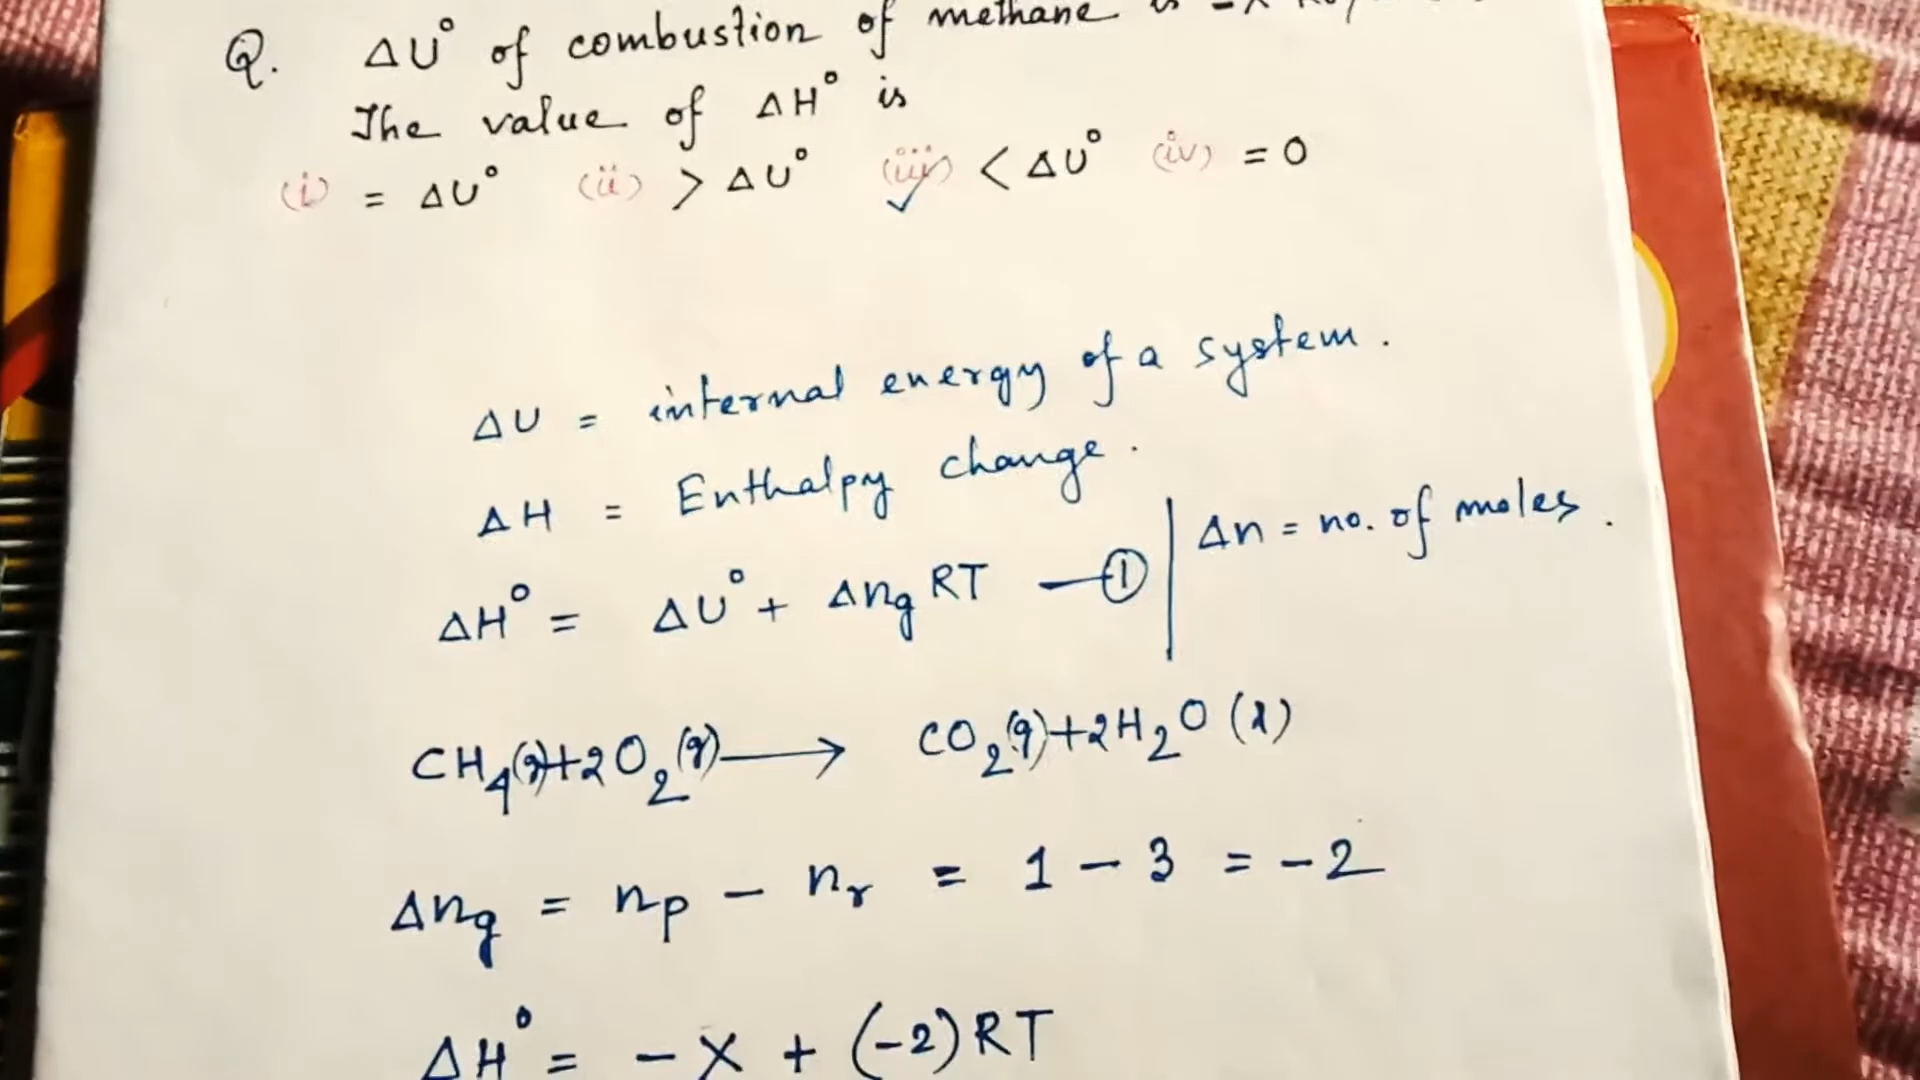 Q. ΔU° of combustion of methane is -X
The value of ΔH° is
(i) = ΔU° (ii) > ΔU° (iii) < ΔU° (iv) = 0
ΔU = internal energy of a system.
ΔH = Enthalpy change.
ΔH° = ΔU° + Δng RT —① | Δn = no. of moles.
CH₄(g)+2O₂(g) ⟶ CO₂(g)+2H₂O(l)
Δng = np − nr = 1 − 3 = −2
ΔH° = − X + (−2)RT